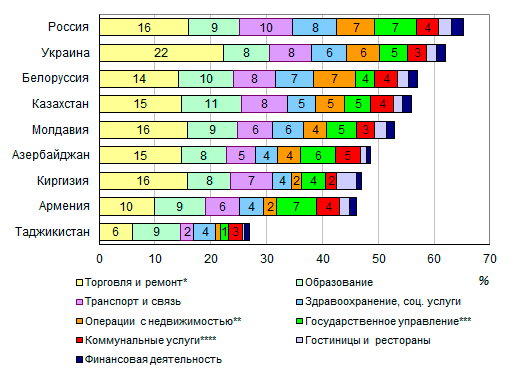 Россия 16 9 10 8 7 7 4
Украина 22 8 8 6 6 5 3
Белоруссия 14 10 8 7 8 4 4
Казахстан 15 11 8 5 5 5 4
Молдавия 16 9 6 6 4 6 3
Азербайджан 15 8 5 4 4 6 5
Киргизия 16 8 7 4 2 4 2
Армения 10 9 6 4 2 7 4
Таджикистан 6 9 2 4 1 3
0 10 20 30 40 50 60 70
%
Торговля и ремонт* Образование
Транспорт и связь Здравоохранение, соц. услуги
Операции с недвижимостью** Государственное управление***
Коммунальные услуги**** Гостиницы и рестораны
Финансовая деятельность